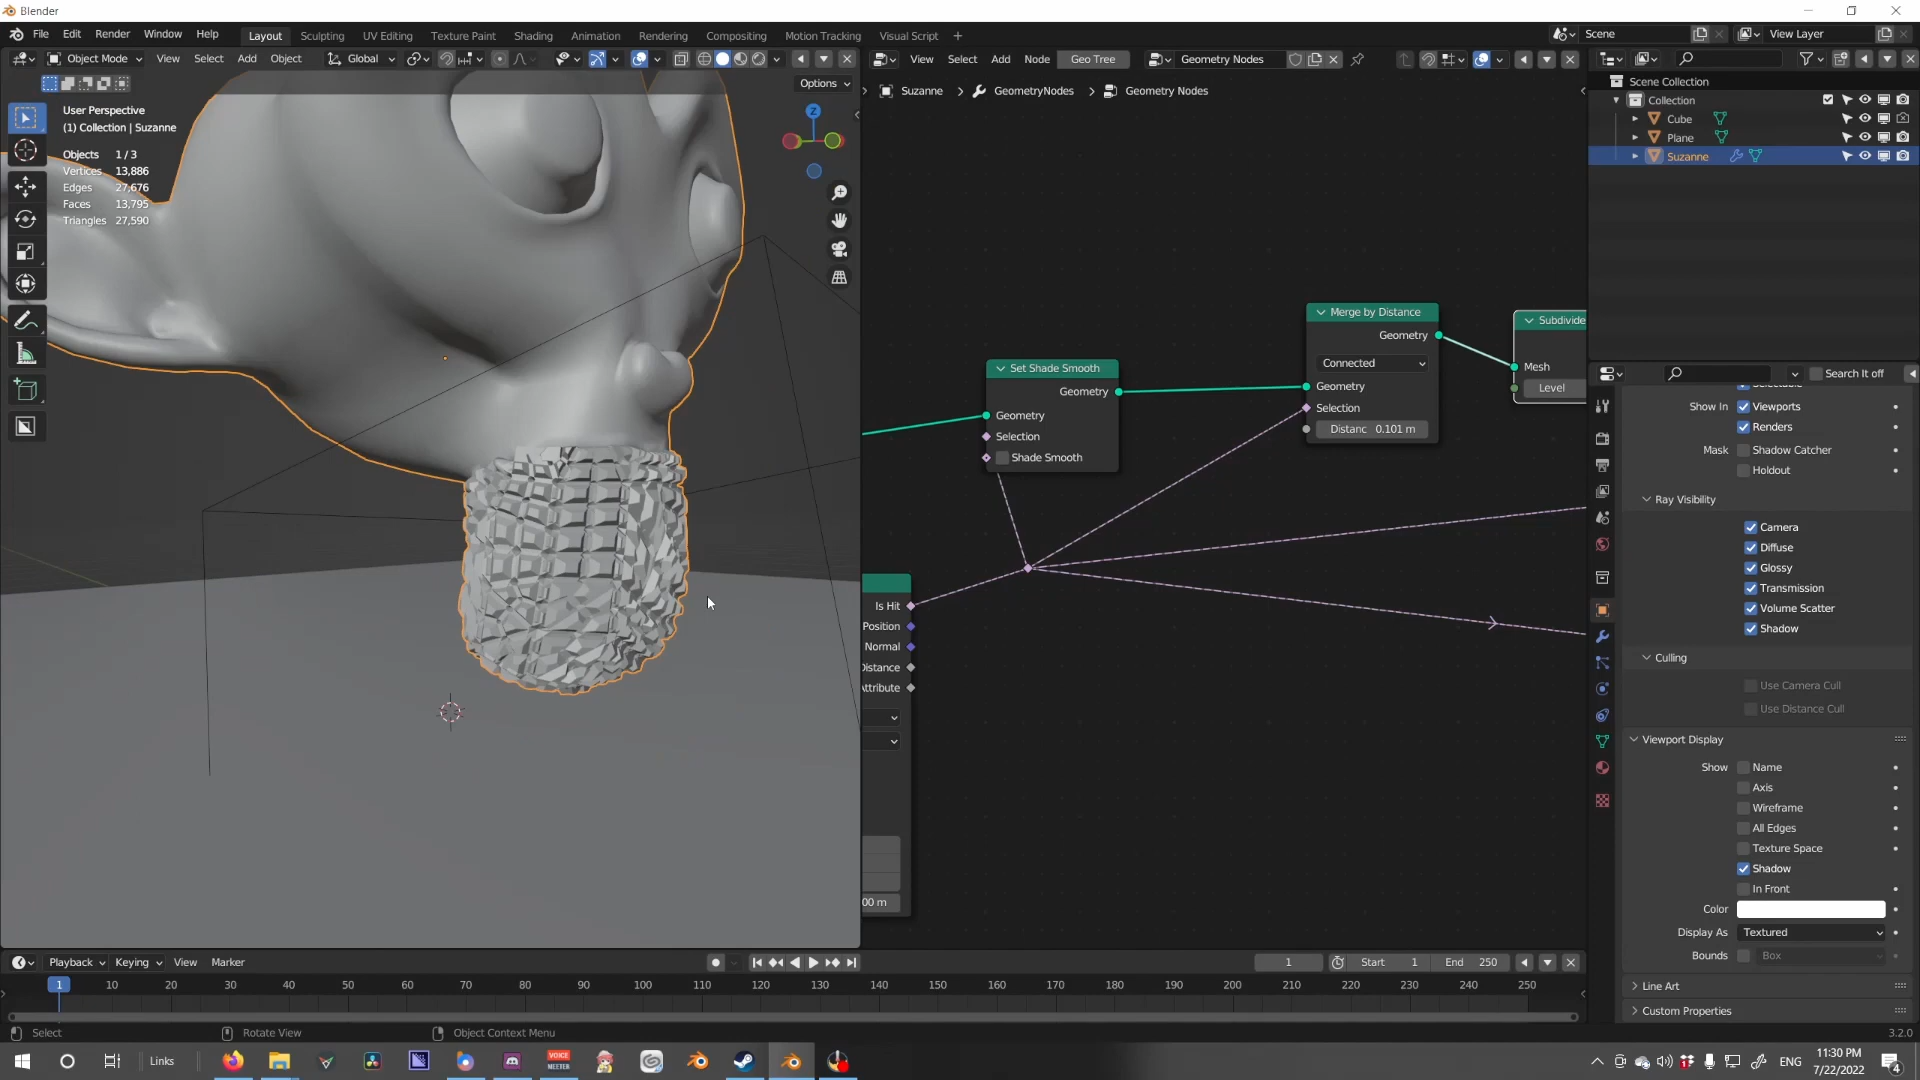 Blender
File Edit Render Window Help Layout Sculpting UV Editing Texture Paint Shading Animation Rendering Compositing Motion Tracking Visual Script + Scene View Layer
Object Mode View Select Add Object Global
Options
User Perspective
(1) Collection | Suzanne
Objects 1 / 3
Vertices 13,886
Edges 27,676
Faces 13,795
Triangles 27,590
Z
View Select Add Node Geo Tree Geometry Nodes
Suzanne > GeometryNodes > Geometry Nodes
Set Shade Smooth
Geometry
Geometry
Selection
Shade Smooth
Merge by Distance
Geometry
Connected
Geometry
Selection
Distanc 0.101 m
Subdivide
Mesh
Level
Is Hit
Position
Normal
Distance
Attribute
00 m
Scene Collection
Collection
Cube
Plane
Suzanne
Search It off
Selectable
Show In Viewports
Renders
Mask Shadow Catcher
Holdout
Ray Visibility
Camera
Diffuse
Glossy
Transmission
Volume Scatter
Shadow
Culling
Use Camera Cull
Use Distance Cull
Viewport Display
Show Name
Axis
Wireframe
All Edges
Texture Space
Shadow
In Front
Color
Display As Textured
Bounds Box
Line Art
Custom Properties
Playback Keying View Marker 1 Start 1 End 250
1 10 20 30 40 50 60 70 80 90 100 110 120 130 140 150 160 170 180 190 200 210 220 230 240 250
Select Rotate View Object Context Menu 3.2.0
Links VOICE MEETER ENG 11:30 PM
7/22/2022 4